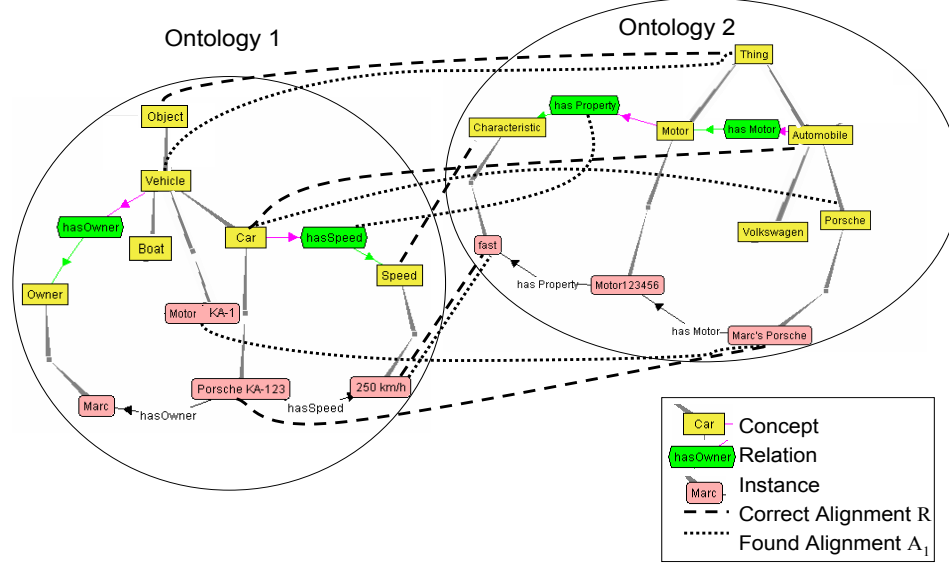 Ontology 1
Ontology 2
Thing
Object
has Property
Characteristic
Motor
has Motor
Automobile
Vehicle
hasOwner
Boat
Car
hasSpeed
Porsche
Volkswagen
Speed
fast
Owner
has Property
Motor123456
Motor KA-1
has Motor
Marc's Porsche
Porsche KA-123
250 km/h
Marc
hasOwner
hasSpeed
Car
Concept
hasOwner
Relation
Marc
Instance
Correct Alignment R
Found Alignment A1